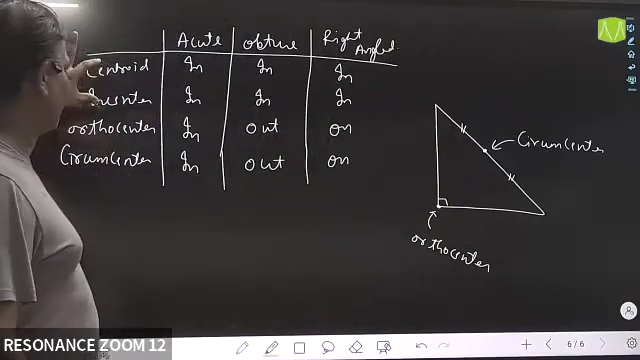 Acute Obtuse Right Angled.
Centroid In In In
Incenter In In In
orthocenter In out on
Circumcenter In out on
Circumcenter
orthocenter
6/6
RESONANCE ZOOM 12